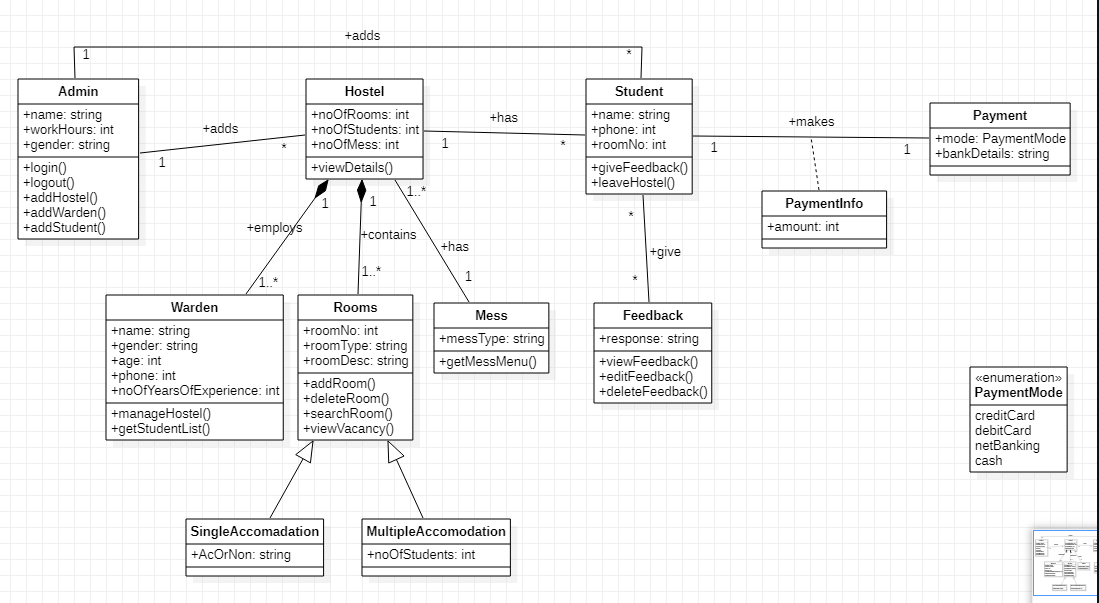 +adds
1
*
Admin
+name: string
+workHours: int
+gender: string
+login()
+logout()
+addHostel()
+addWarden()
+addStudent()
+adds
1
*
Hostel
+noOfRooms: int
+noOfStudents: int
+noOfMess: int
+viewDetails()
+has
1
*
Student
+name: string
+phone: int
+roomNo: int
+giveFeedback()
+leaveHostel()
+makes
1
1
Payment
+mode: PaymentMode
+bankDetails: string
PaymentInfo
+amount: int
1
+employs
1..*
1
+contains
1..*
1..*
+has
1
*
+give
*
Warden
+name: string
+gender: string
+age: int
+phone: int
+noOfYearsOfExperience: int
+manageHostel()
+getStudentList()
Rooms
+roomNo: int
+roomType: string
+roomDesc: string
+addRoom()
+deleteRoom()
+searchRoom()
+viewVacancy()
Mess
+messType: string
+getMessMenu()
Feedback
+response: string
+viewFeedback()
+editFeedback()
+deleteFeedback()
«enumeration»
PaymentMode
creditCard
debitCard
netBanking
cash
SingleAccomadation
+AcOrNon: string
MultipleAccomodation
+noOfStudents: int